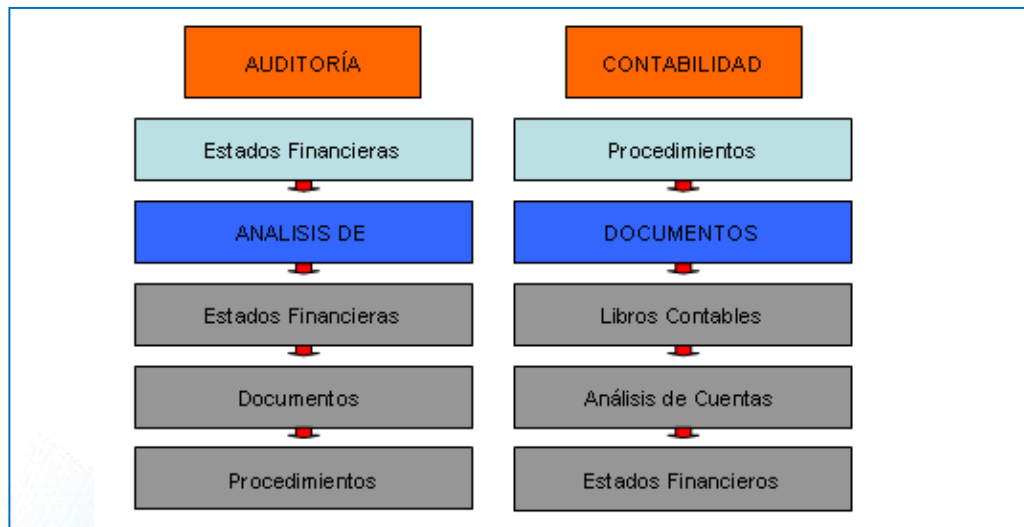 AUDITORÍA
Estados Financieras
ANALISIS DE
Estados Financieras
Documentos
Procedimientos
CONTABILIDAD
Procedimientos
DOCUMENTOS
Libros Contables
Análisis de Cuentas
Estados Financieros